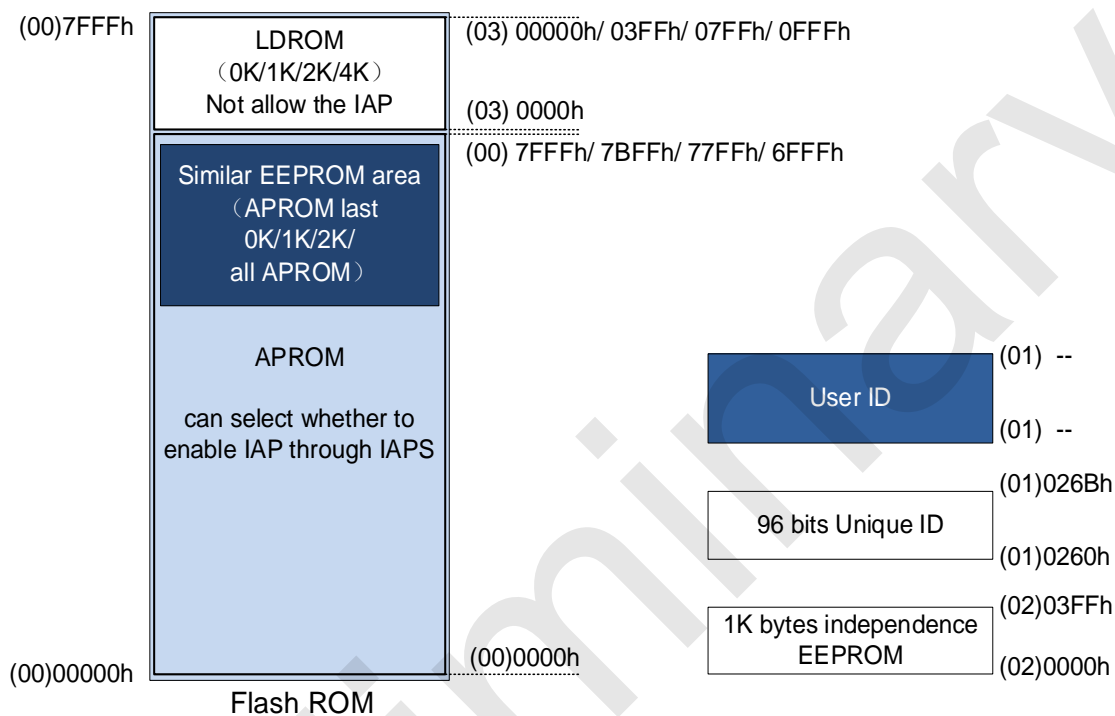 (00)7FFFh
LDROM
（0K/1K/2K/4K）
Not allow the IAP
(03) 00000h/ 03FFh/ 07FFh/ 0FFFh
(03) 0000h
(00) 7FFFh/ 7BFFh/ 77FFh/ 6FFFh
Similar EEPROM area
（APROM last
0K/1K/2K/
all APROM）
APROM
can select whether to
enable IAP through IAPS
(00)00000h
(00)0000h
Flash ROM
(01) --
User ID
(01) --
(01)026Bh
96 bits Unique ID
(01)0260h
(02)03FFh
1K bytes independence
EEPROM
(02)0000h
iminary